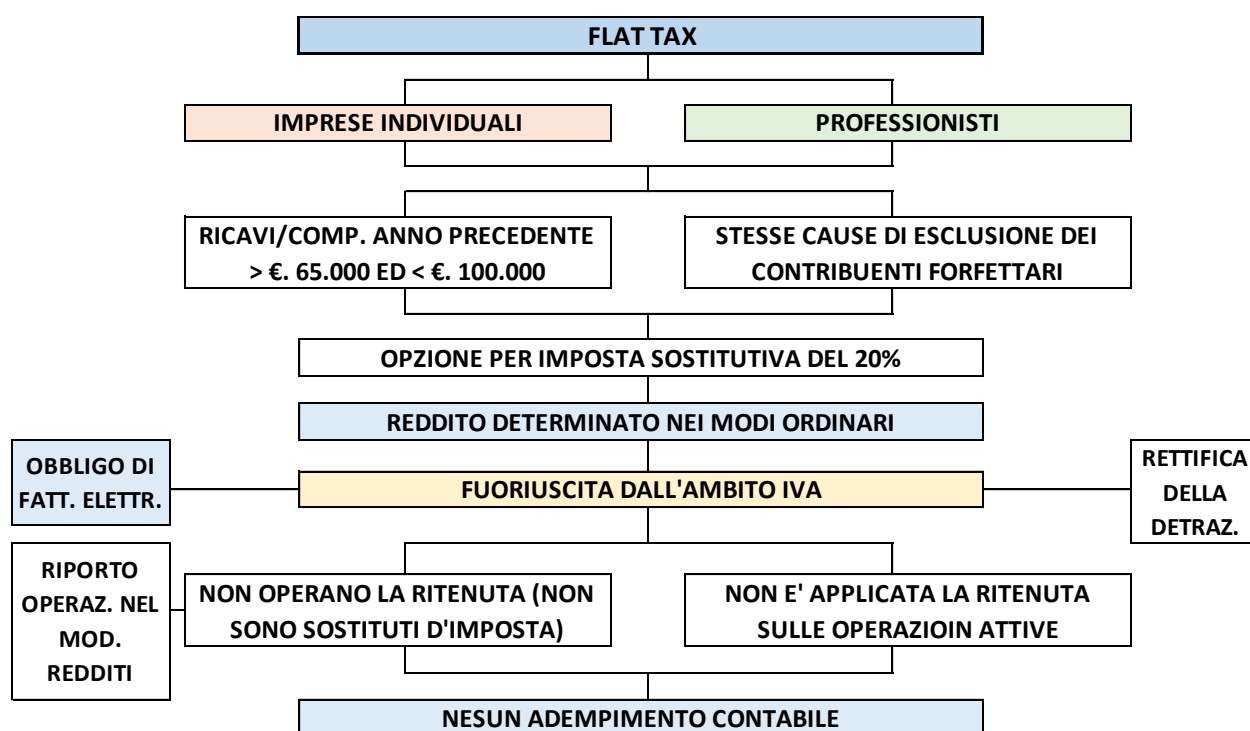 FLAT TAX
IMPRESE INDIVIDUALI
PROFESSIONISTI
RICAVI/COMP. ANNO PRECEDENTE
> €. 65.000 ED < €. 100.000
STESSE CAUSE DI ESCLUSIONE DEI
CONTRIBUENTI FORFETTARI
OPZIONE PER IMPOSTA SOSTITUTIVA DEL 20%
REDDITO DETERMINATO NEI MODI ORDINARI
OBBLIGO DI
FATT. ELETTR.
FUORIUSCITA DALL'AMBITO IVA
RETTIFICA
DELLA
DETRAZ.
RIPORTO
OPERAZ. NEL
MOD.
REDDITI
NON OPERANO LA RITENUTA (NON
SONO SOSTITUTI D'IMPOSTA)
NON E' APPLICATA LA RITENUTA
SULLE OPERAZIOIN ATTIVE
NESUN ADEMPIMENTO CONTABILE